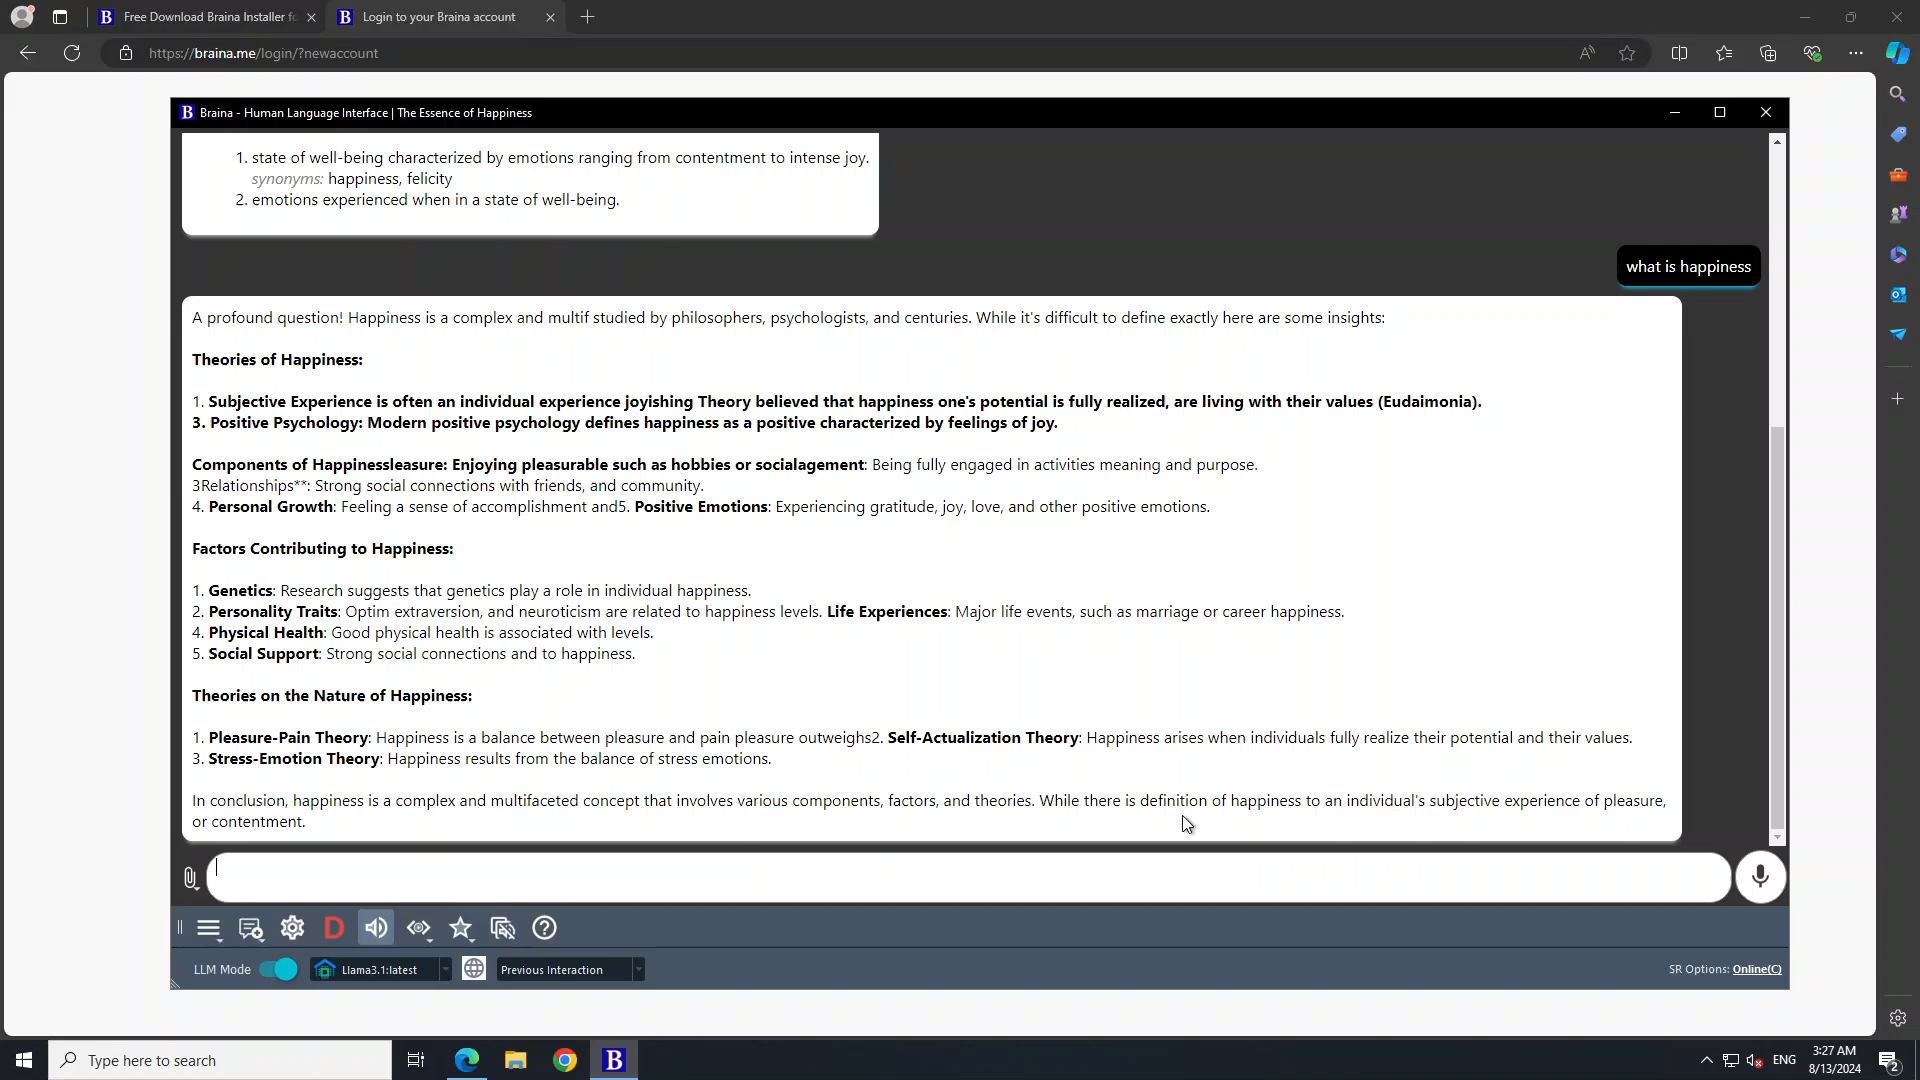 Free Download Braina Installer fo
Login to your Braina account
https://braina.me/login/?newaccount
B Braina - Human Language Interface | The Essence of Happiness
1. state of well-being characterized by emotions ranging from contentment to intense joy.
synonyms: happiness, felicity
2. emotions experienced when in a state of well-being.
what is happiness
A profound question! Happiness is a complex and multif studied by philosophers, psychologists, and centuries. While it's difficult to define exactly here are some insights:
Theories of Happiness:
1. Subjective Experience is often an individual experience joyishing Theory believed that happiness one's potential is fully realized, are living with their values (Eudaimonia).
3. Positive Psychology: Modern positive psychology defines happiness as a positive characterized by feelings of joy.
Components of Happinessleasure: Enjoying pleasurable such as hobbies or socialagement: Being fully engaged in activities meaning and purpose.
3Relationships**: Strong social connections with friends, and community.
4. Personal Growth: Feeling a sense of accomplishment and5. Positive Emotions: Experiencing gratitude, joy, love, and other positive emotions.
Factors Contributing to Happiness:
1. Genetics: Research suggests that genetics play a role in individual happiness.
2. Personality Traits: Optim extraversion, and neuroticism are related to happiness levels. Life Experiences: Major life events, such as marriage or career happiness.
4. Physical Health: Good physical health is associated with levels.
5. Social Support: Strong social connections and to happiness.
Theories on the Nature of Happiness:
1. Pleasure-Pain Theory: Happiness is a balance between pleasure and pain pleasure outweighs2. Self-Actualization Theory: Happiness arises when individuals fully realize their potential and their values.
3. Stress-Emotion Theory: Happiness results from the balance of stress emotions.
In conclusion, happiness is a complex and multifaceted concept that involves various components, factors, and theories. While there is definition of happiness to an individual's subjective experience of pleasure,
or contentment.
D
LLM Mode Llama3.1:latest Previous Interaction SR Options: Online(C)
Type here to search
B
ENG
3:27 AM
8/13/2024
2